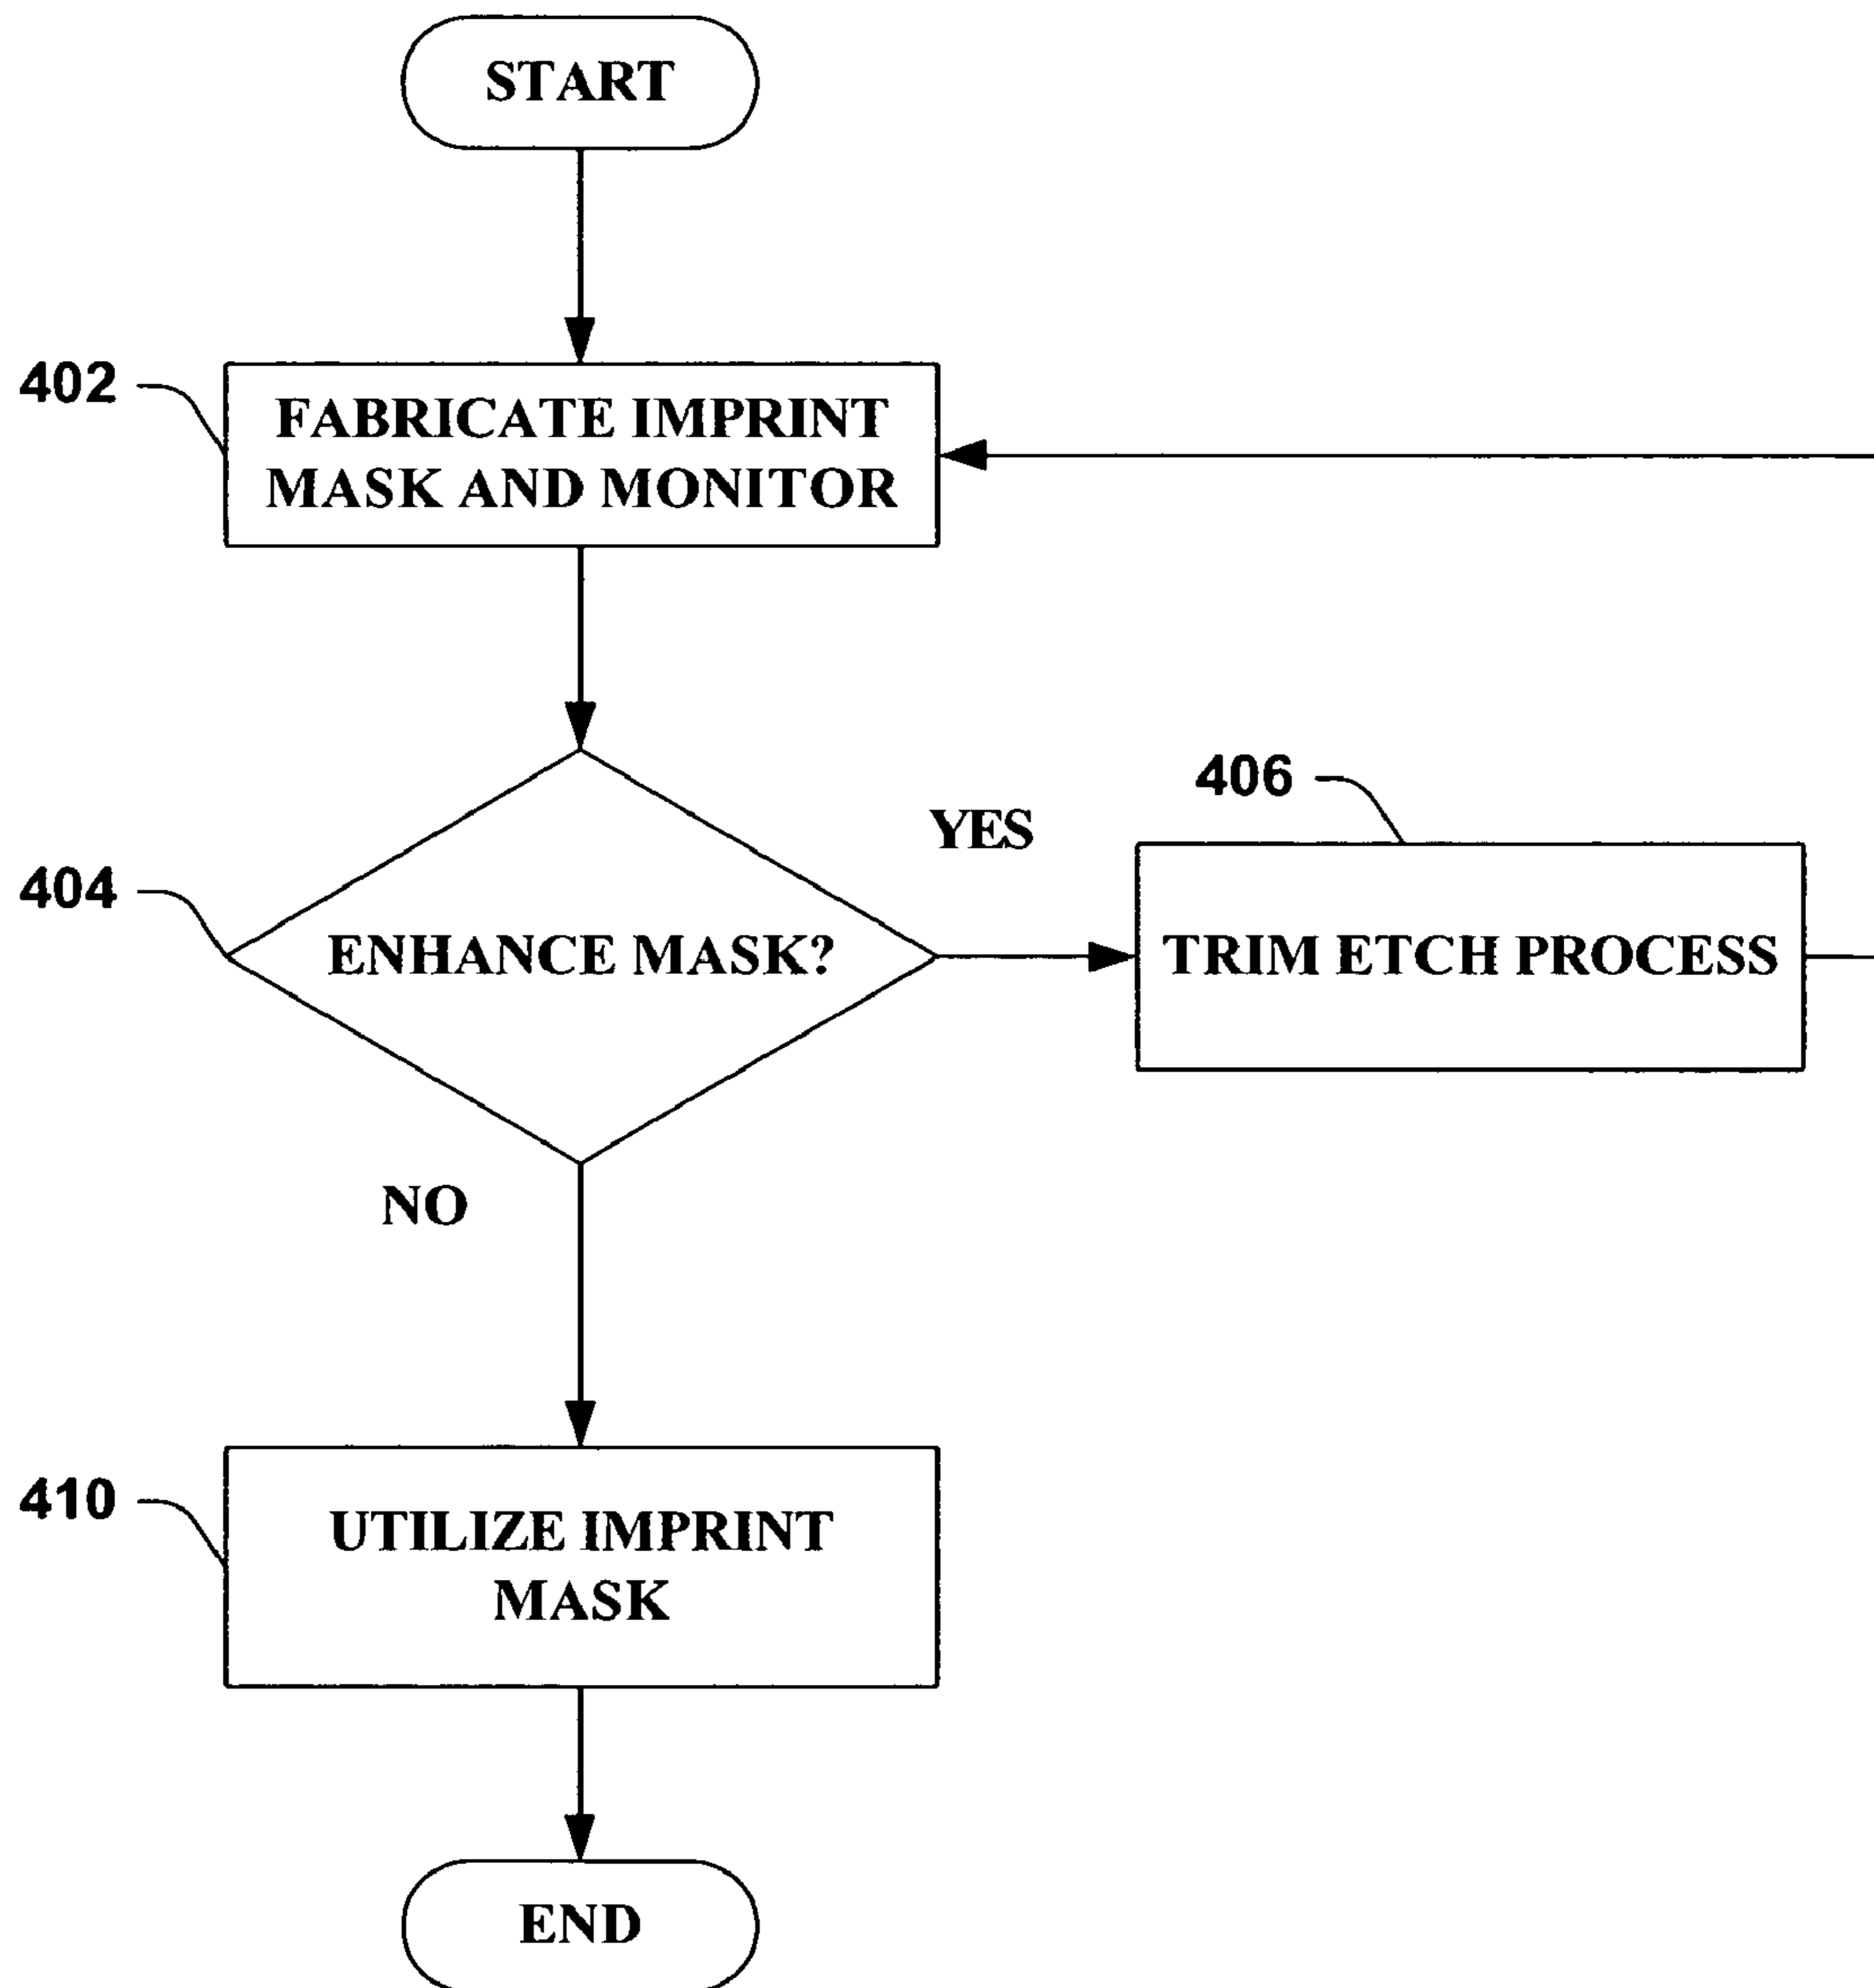 START
402
FABRICATE IMPRINT
MASK AND MONITOR
406
YES
404
ENHANCE MASK?
TRIM ETCH PROCESS
NO
410
UTILIZE IMPRINT
MASK
END